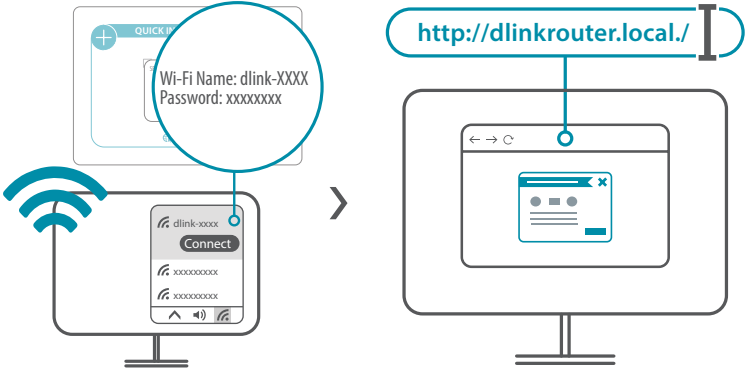 QUICK IN
Wi-Fi Name: dlink-XXXX
Password: xxxxxxxx
dlink-xxxx
Connect
xxxxxxxxx
xxxxxxxxx
http://dlinkrouter.local./